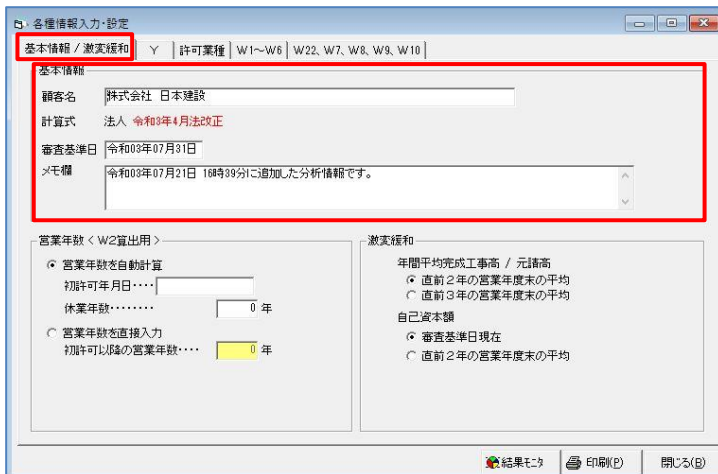 各種情報入力・設定
基本情報 / 激変緩和 Y 許可業種 W1～W6 W22、W7、W8、W9、W10
基本情報
顧客名 株式会社 日本建設
計算式 法人 令和3年4月法改正
審査基準日 令和03年07月31日
メモ欄 令和03年07月21日 16時39分に追加した分析情報です。
営業年数 < W2算出用 >
営業年数を自動計算
初許可年月日････
休業年数････････ 0 年
営業年数を直接入力
初許可以降の営業年数････ 0 年
激変緩和
年間平均完成工事高 / 元請高
直前２年の営業年度末の平均
直前３年の営業年度末の平均
自己資本額
審査基準日現在
直前２年の営業年度末の平均
結果モニタ 印刷(P) 閉じる(B)